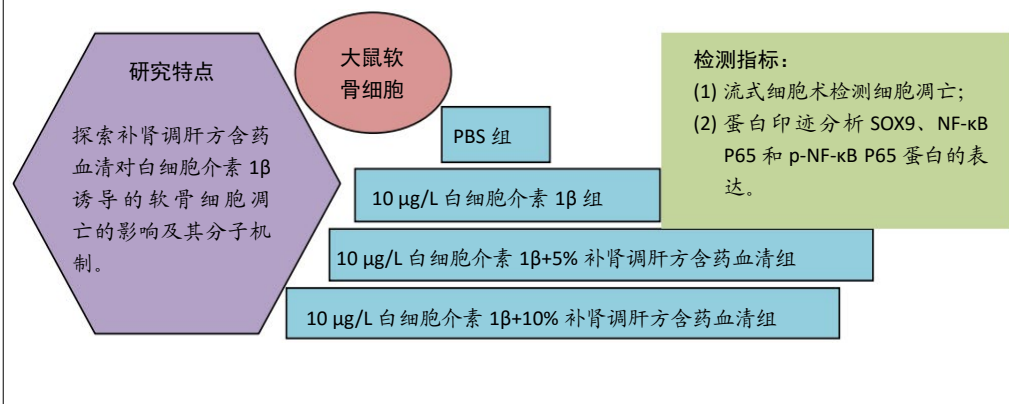 研究特点
探索补肾调肝方含药
血清对白细胞介素 1β
诱导的软骨细胞凋
亡的影响及其分子机
制。
大鼠软
骨细胞
PBS 组
10 μg/L 白细胞介素 1β 组
10 μg/L 白细胞介素 1β+5% 补肾调肝方含药血清组
10 μg/L 白细胞介素 1β+10% 补肾调肝方含药血清组
检测指标：
(1) 流式细胞术检测细胞凋亡；
(2) 蛋白印迹分析 SOX9、NF-κB
P65 和 p-NF-κB P65 蛋白的表
达。